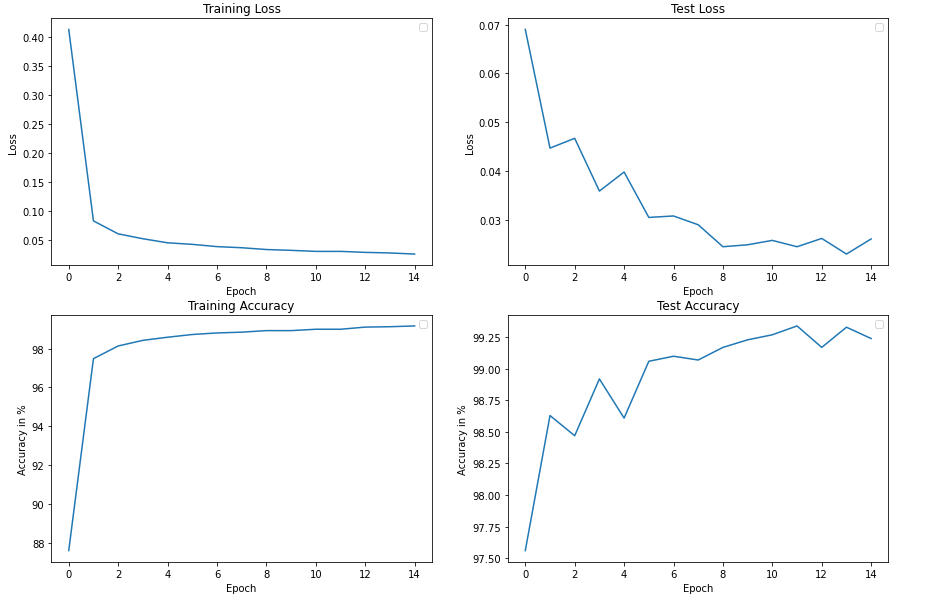 Training Loss
0.40
0.35
0.30
0.25
0.20
0.15
0.10
0.05
Loss
0 2 4 6 8 10 12 14
Epoch
Test Loss
0.07
0.06
0.05
0.04
0.03
Loss
0 2 4 6 8 10 12 14
Epoch
Training Accuracy
98
96
94
92
90
88
Accuracy in %
0 2 4 6 8 10 12 14
Epoch
Test Accuracy
99.25
99.00
98.75
98.50
98.25
98.00
97.75
97.50
Accuracy in %
0 2 4 6 8 10 12 14
Epoch